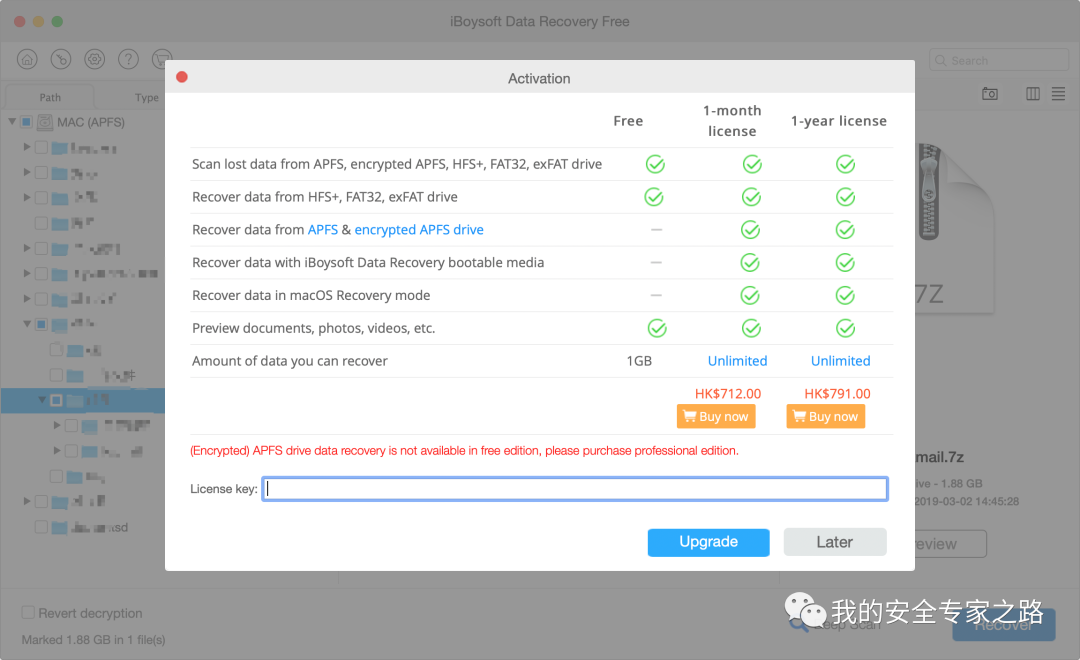 iBoysoft Data Recovery Free
Search
Path
Type
MAC (APFS)
Activation
Free
1-month
license
1-year license
Scan lost data from APFS, encrypted APFS, HFS+, FAT32, exFAT drive
Recover data from HFS+, FAT32, exFAT drive
Recover data from APFS & encrypted APFS drive
Recover data with iBoysoft Data Recovery bootable media
Recover data in macOS Recovery mode
Preview documents, photos, videos, etc.
Amount of data you can recover
1GB
Unlimited
Unlimited
HK$712.00
HK$791.00
Buy now
Buy now
(Encrypted) APFS drive data recovery is not available in free edition, please purchase professional edition.
License key:
Upgrade
Later
7Z
mail.7z
ive - 1.88 GB
2019-03-02 14:45:28
eview
sd
Revert decryption
Marked 1.88 GB in 1 file(s)
Deep Scan
Recover
我的安全专家之路